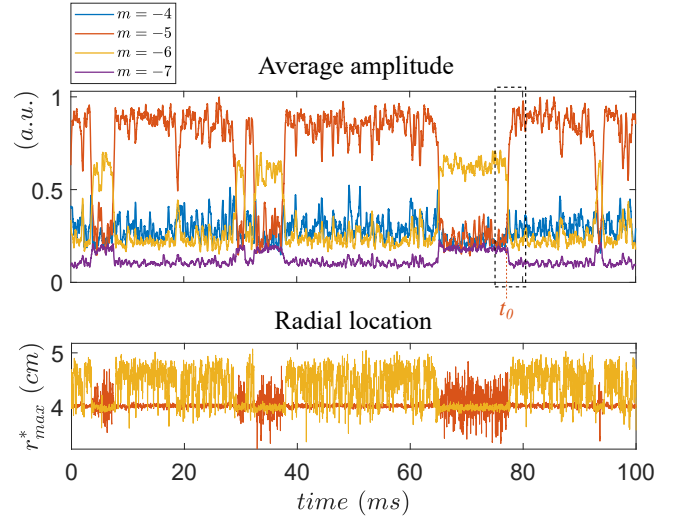 m = −4
m = −5
m = −6
m = −7
Average amplitude
(a.u.)
1
0.5
0
t₀
Radial location
r*max (cm)
5
4
0 20 40 60 80 100
time (ms)